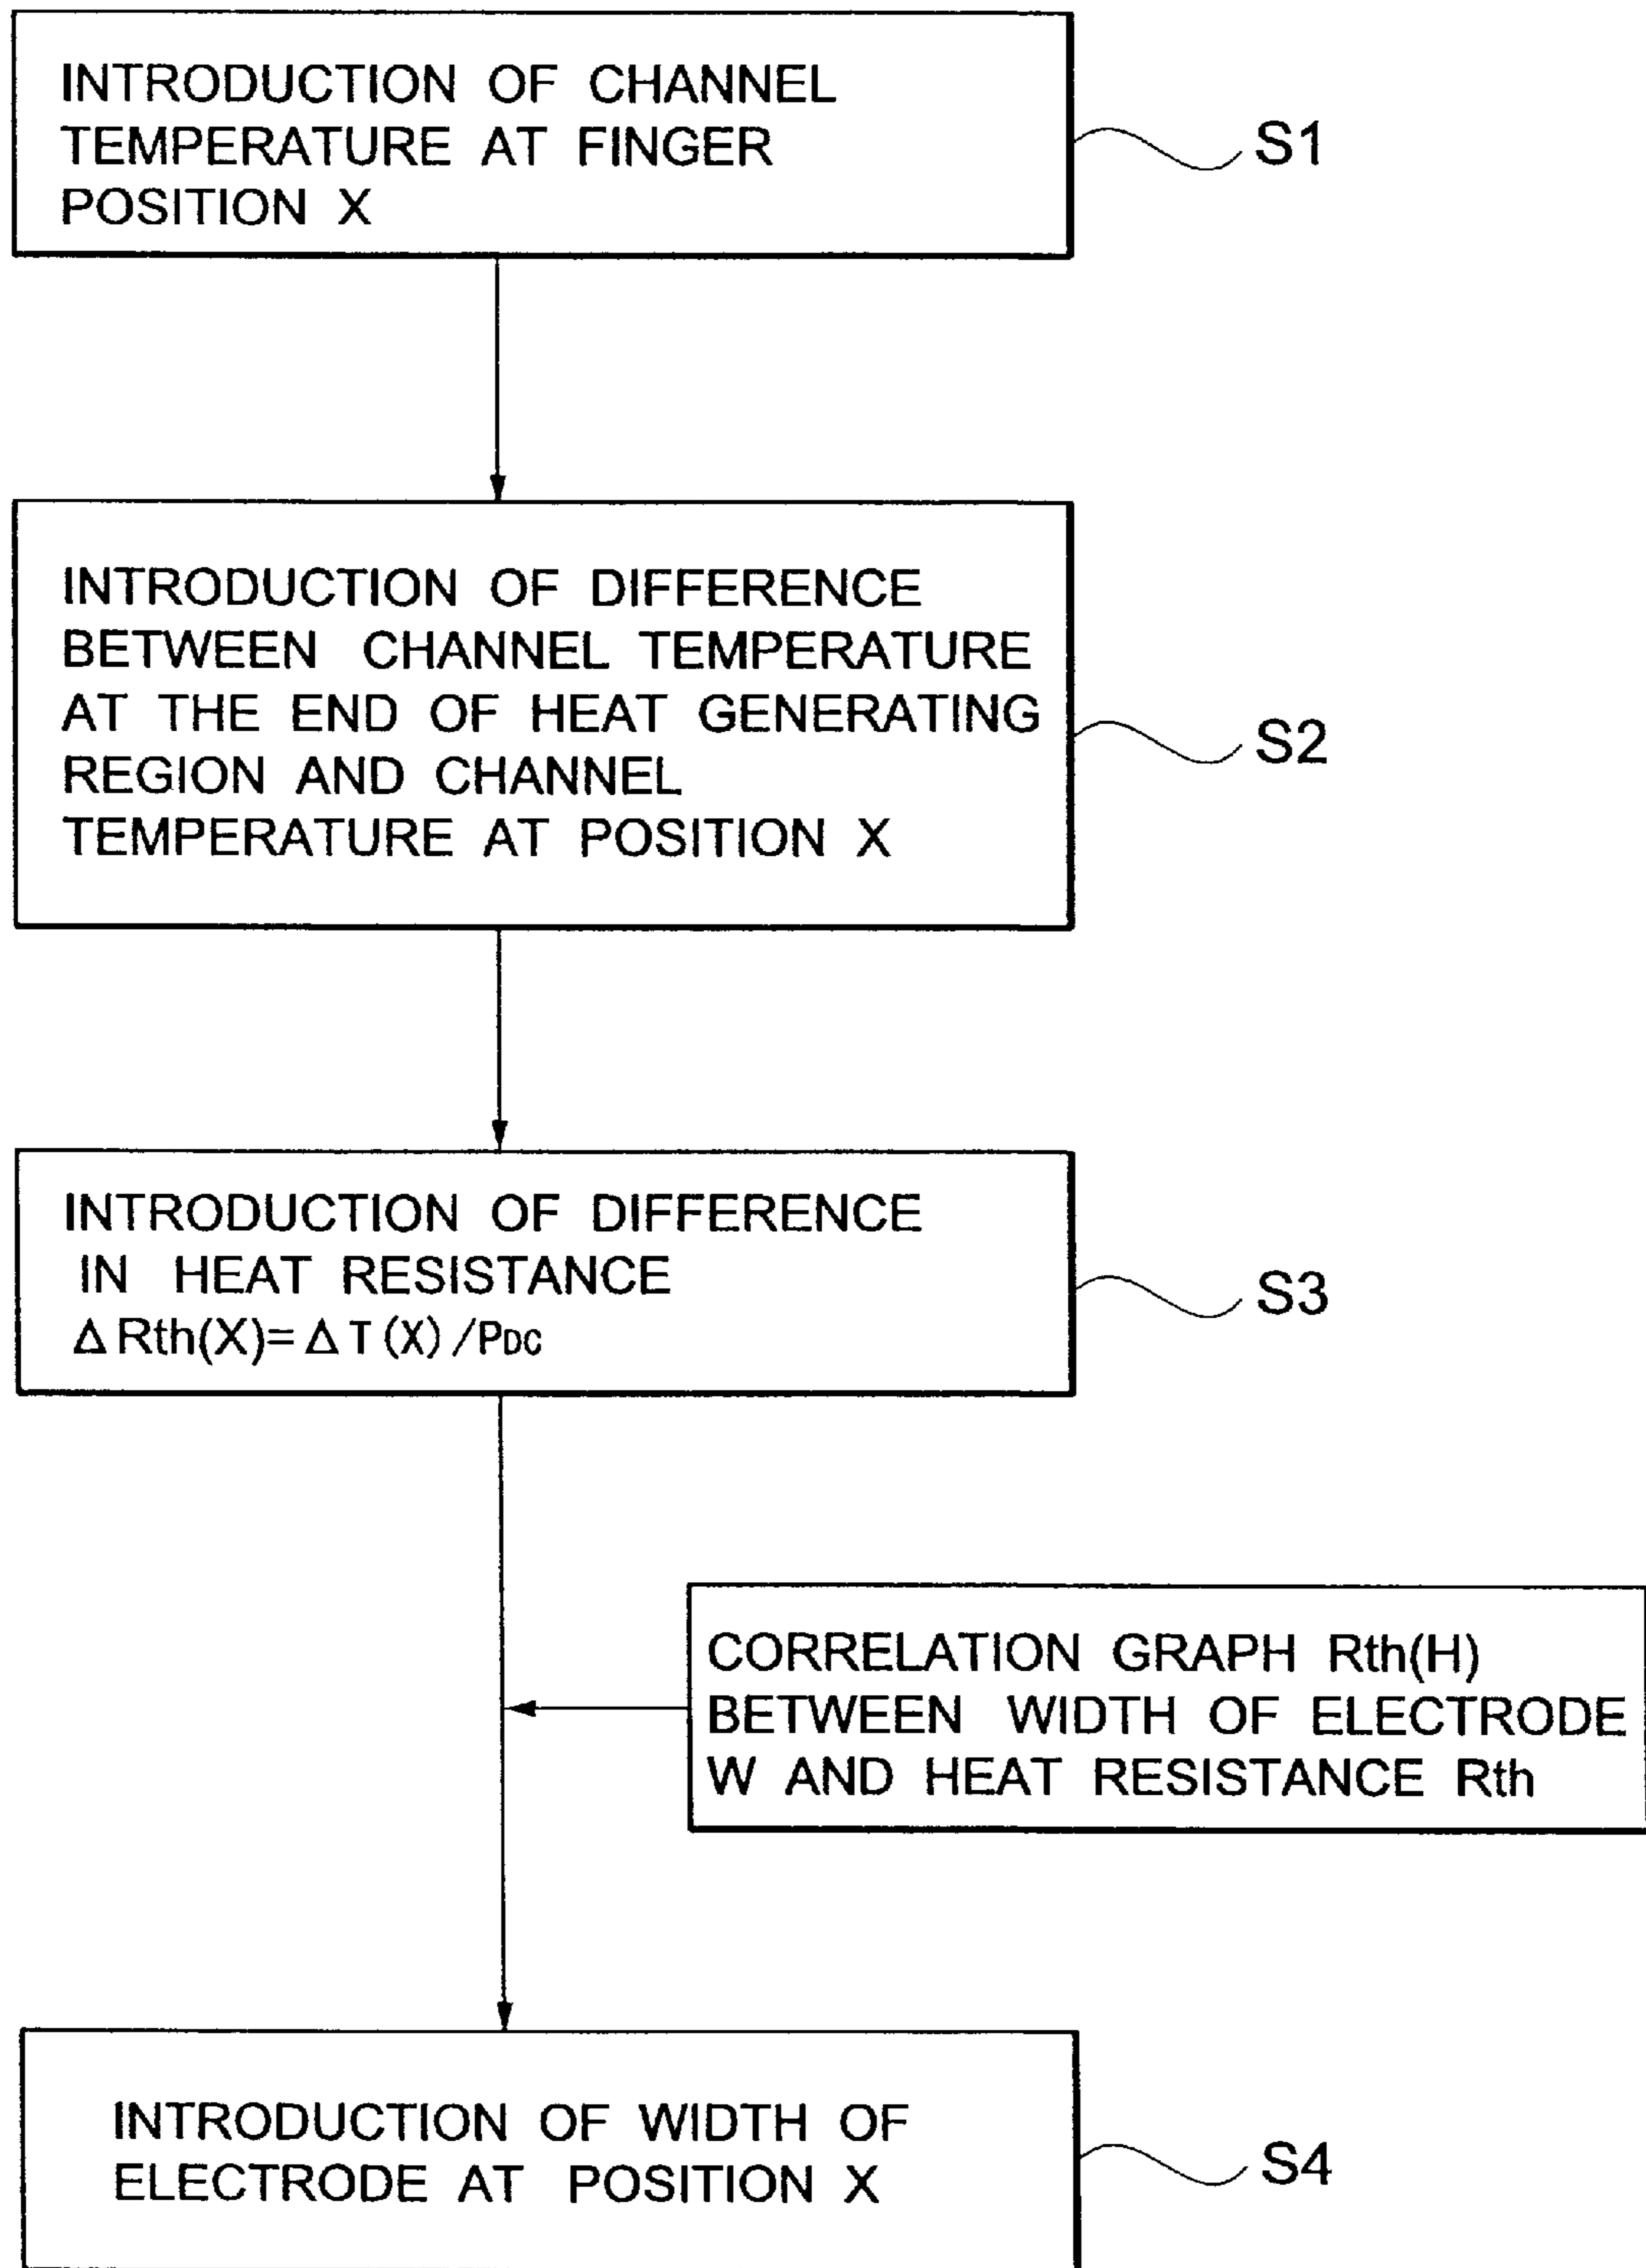 INTRODUCTION OF CHANNEL
TEMPERATURE AT FINGER
POSITION X
S1
INTRODUCTION OF DIFFERENCE
BETWEEN CHANNEL TEMPERATURE
AT THE END OF HEAT GENERATING
REGION AND CHANNEL
TEMPERATURE AT POSITION X
S2
INTRODUCTION OF DIFFERENCE
IN HEAT RESISTANCE
Δ Rth(X)= Δ T (X) /PDC
S3
CORRELATION GRAPH Rth(H)
BETWEEN WIDTH OF ELECTRODE
W AND HEAT RESISTANCE Rth
INTRODUCTION OF WIDTH OF
ELECTRODE AT POSITION X
S4